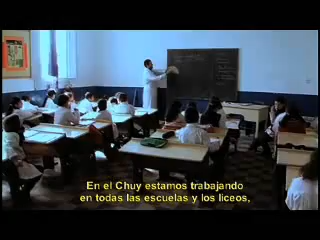 En el Chuy estamos trabajando
en todas las escuelas y los liceos,